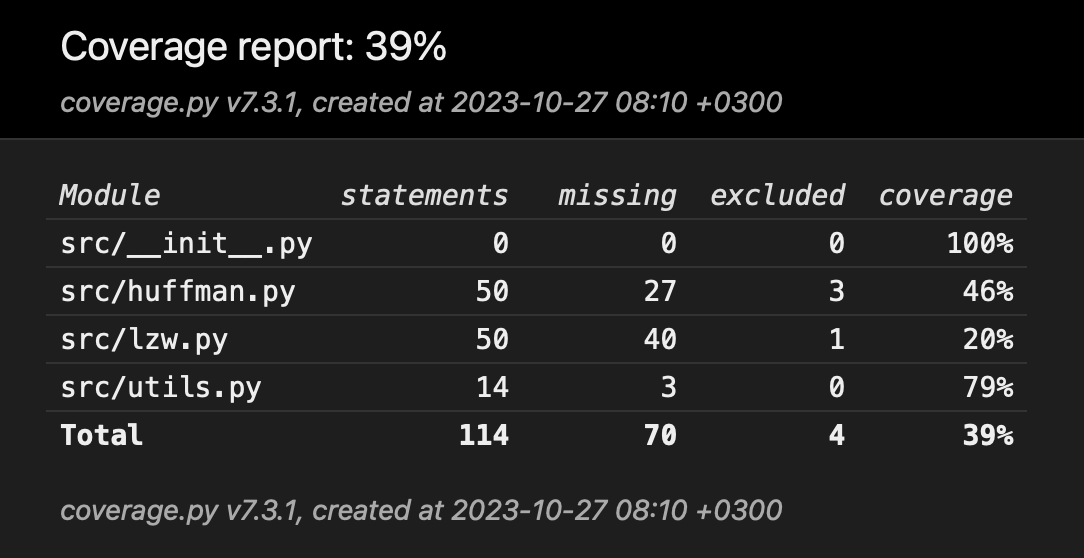 Coverage report: 39%
coverage.py v7.3.1, created at 2023-10-27 08:10 +0300
Module statements missing excluded coverage
src/__init__.py 0 0 0 100%
src/huffman.py 50 27 3 46%
src/lzw.py 50 40 1 20%
src/utils.py 14 3 0 79%
Total 114 70 4 39%
coverage.py v7.3.1, created at 2023-10-27 08:10 +0300